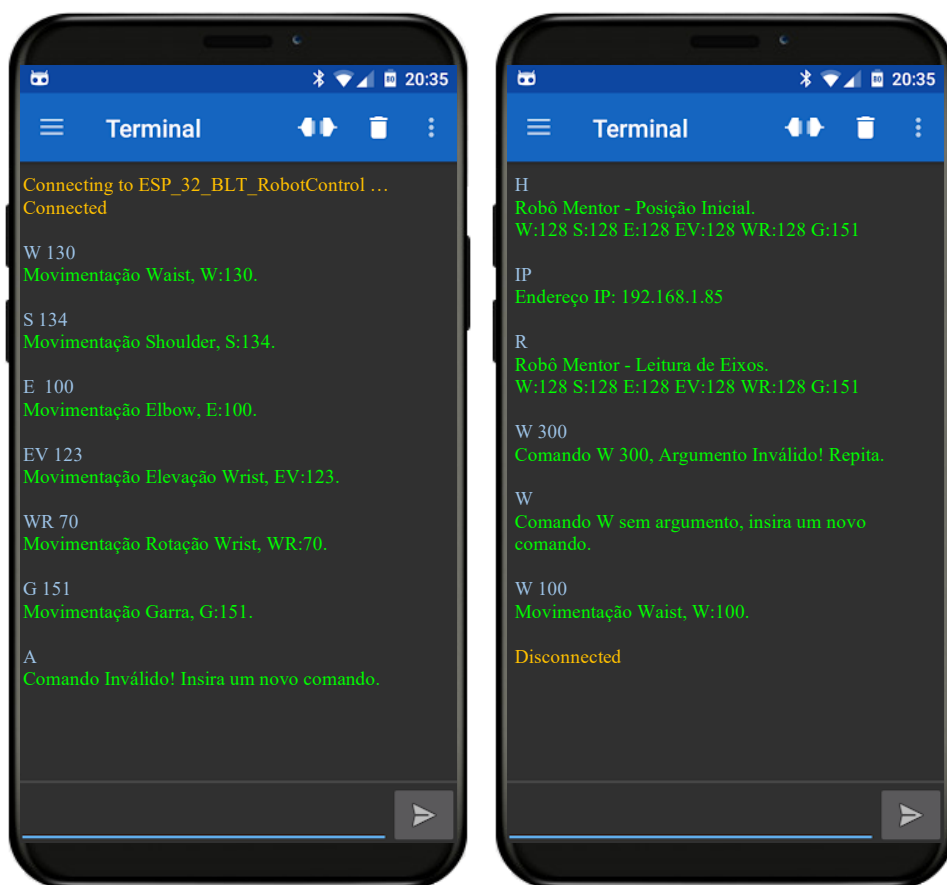 20:35
Terminal
Connecting to ESP_32_BLT_RobotControl …
Connected
W 130
Movimentação Waist, W:130.
S 134
Movimentação Shoulder, S:134.
E  100
Movimentação Elbow, E:100.
EV 123
Movimentação Elevação Wrist, EV:123.
WR 70
Movimentação Rotação Wrist, WR:70.
G 151
Movimentação Garra, G:151.
A
Comando Inválido! Insira um novo comando.
20:35
Terminal
H
Robô Mentor - Posição Inicial.
W:128 S:128 E:128 EV:128 WR:128 G:151
IP
Endereço IP: 192.168.1.85
R
Robô Mentor - Leitura de Eixos.
W:128 S:128 E:128 EV:128 WR:128 G:151
W 300
Comando W 300, Argumento Inválido! Repita.
W
Comando W sem argumento, insira um novo
comando.
W 100
Movimentação Waist, W:100.
Disconnected